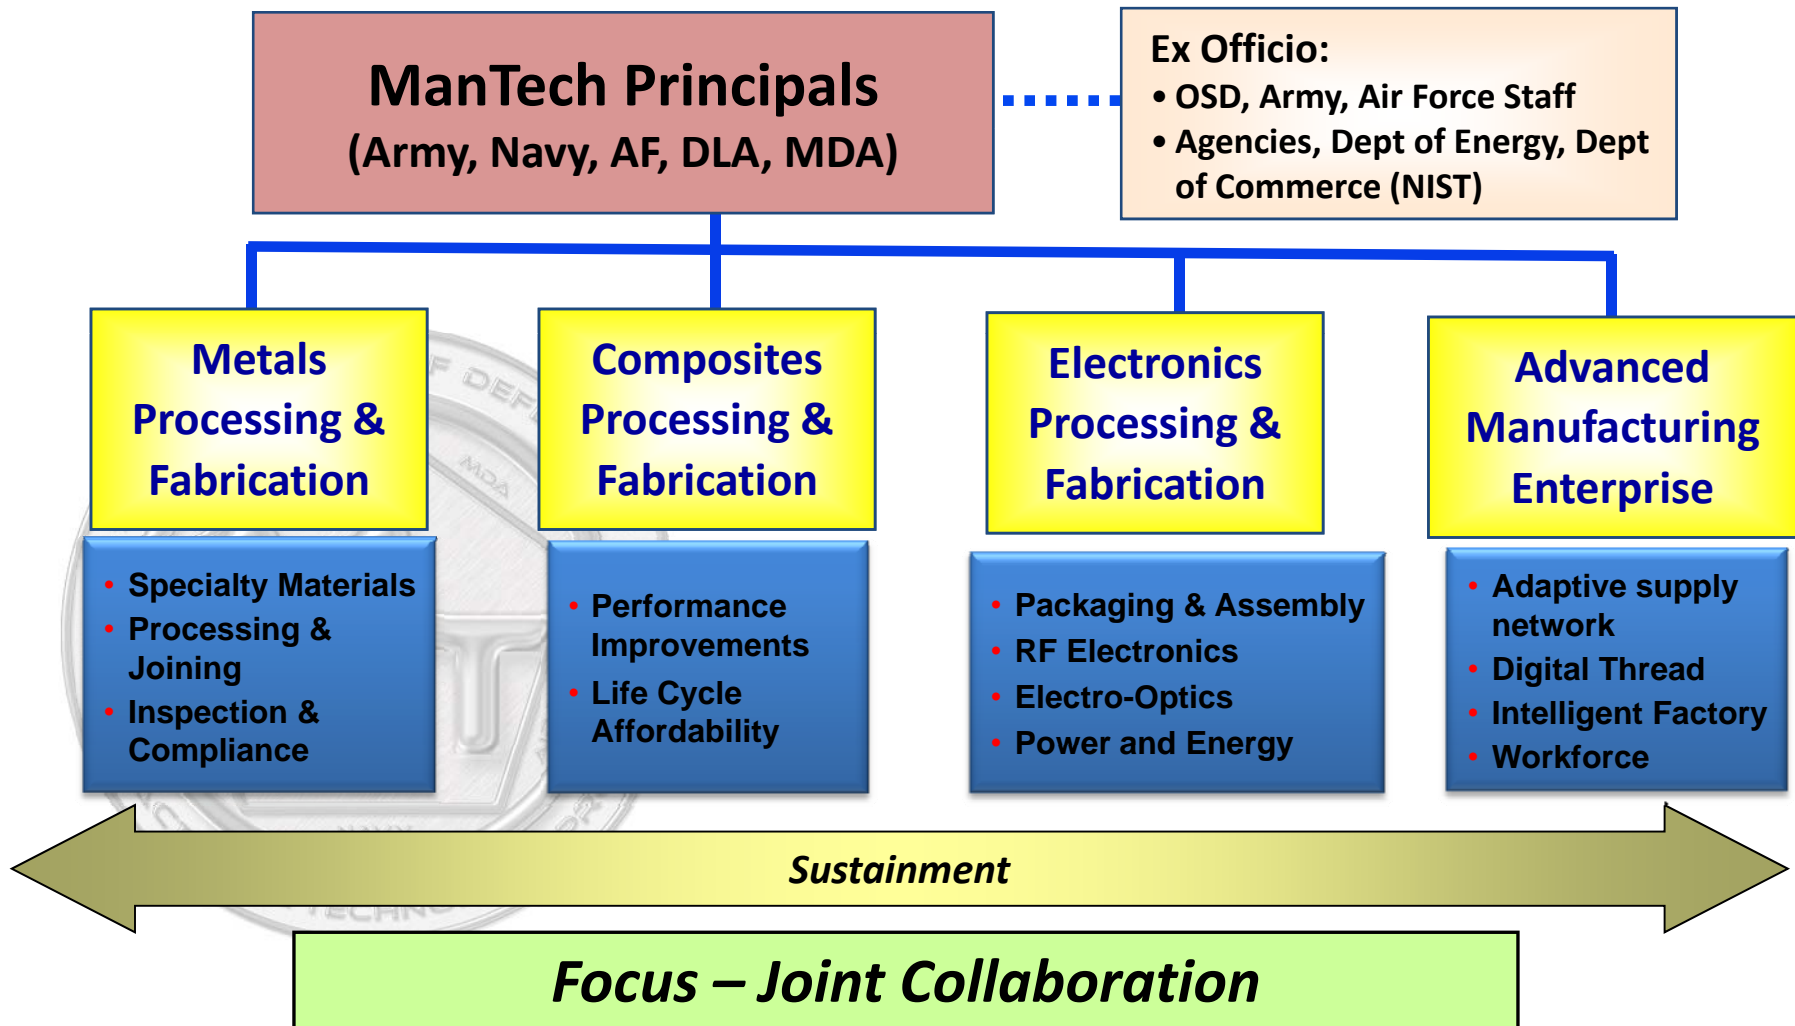 ManTech Principals
(Army, Navy, AF, DLA, MDA)
Ex Officio:
• OSD, Army, Air Force Staff
• Agencies, Dept of Energy, Dept
of Commerce (NIST)
Metals
Processing &
Fabrication
• Specialty Materials
• Processing &
Joining
• Inspection &
Compliance
Composites
Processing &
Fabrication
• Performance
Improvements
• Life Cycle
Affordability
Electronics
Processing &
Fabrication
• Packaging & Assembly
• RF Electronics
• Electro-Optics
• Power and Energy
Advanced
Manufacturing
Enterprise
• Adaptive supply
network
• Digital Thread
• Intelligent Factory
• Workforce
MDA
Sustainment
Focus – Joint Collaboration